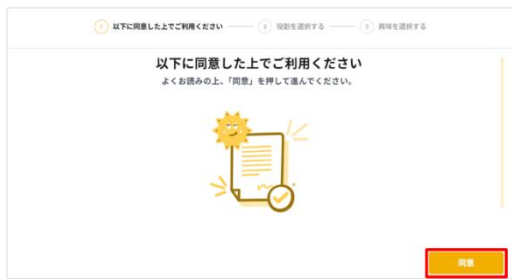 1 以下に同意した上でご利用ください 2 役割を選択する 3 興味を選択する
以下に同意した上でご利用ください
よくお読みの上、「同意」を押して進んでください。
同意